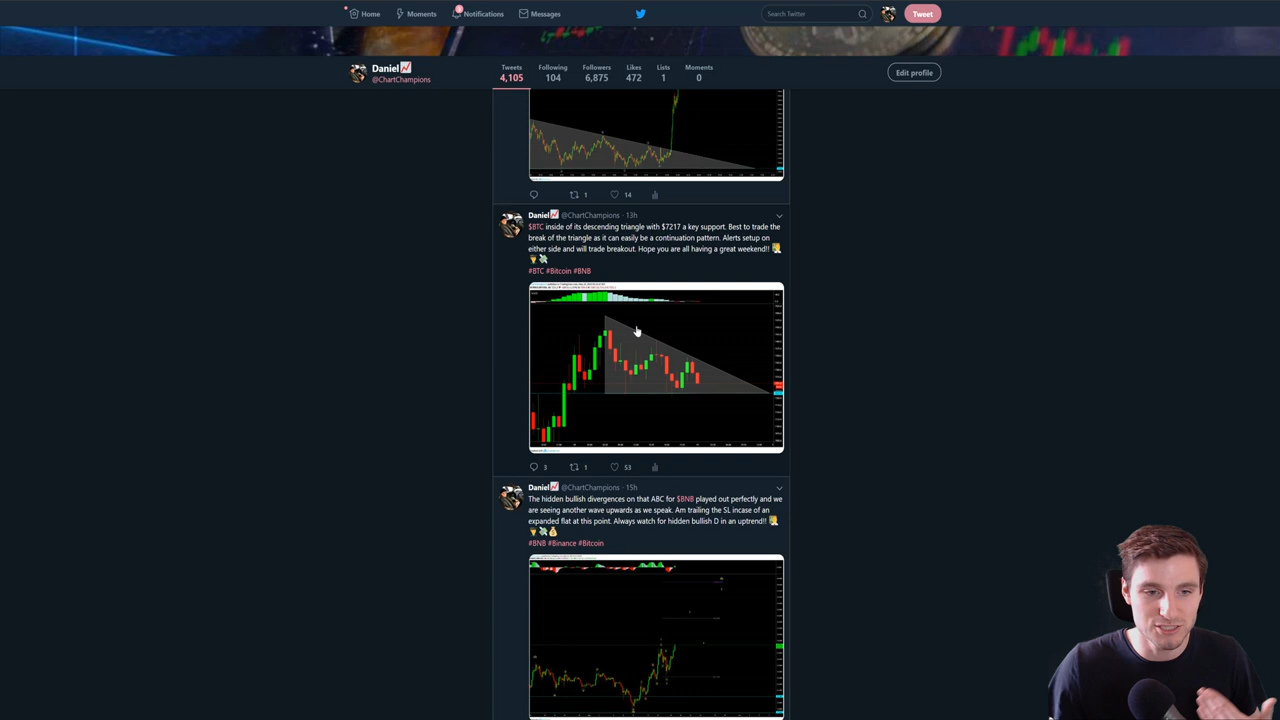 Home
Moments
3
Notifications
Messages
Search Twitter
Tweet
Daniel
@ChartChampions
Tweets
4,105
Following
104
Followers
6,875
Likes
472
Lists
1
Moments
0
Edit profile
1
14
Daniel @ChartChampions · 13h
$BTC inside of its descending triangle with $7217 a key support. Best to trade the
break of the triangle as it can easily be a continuation pattern. Alerts setup on
either side and will trade breakout. Hope you are all having a great weekend!!
#BTC #Bitcoin #BNB
3
1
53
Daniel @ChartChampions · 15h
The hidden bullish divergences on that ABC for $BNB played out perfectly and we
are seeing another wave upwards as we speak. Am trailing the SL incase of an
expanded flat at this point. Always watch for hidden bullish D in an uptrend!!
#BNB #Binance #Bitcoin